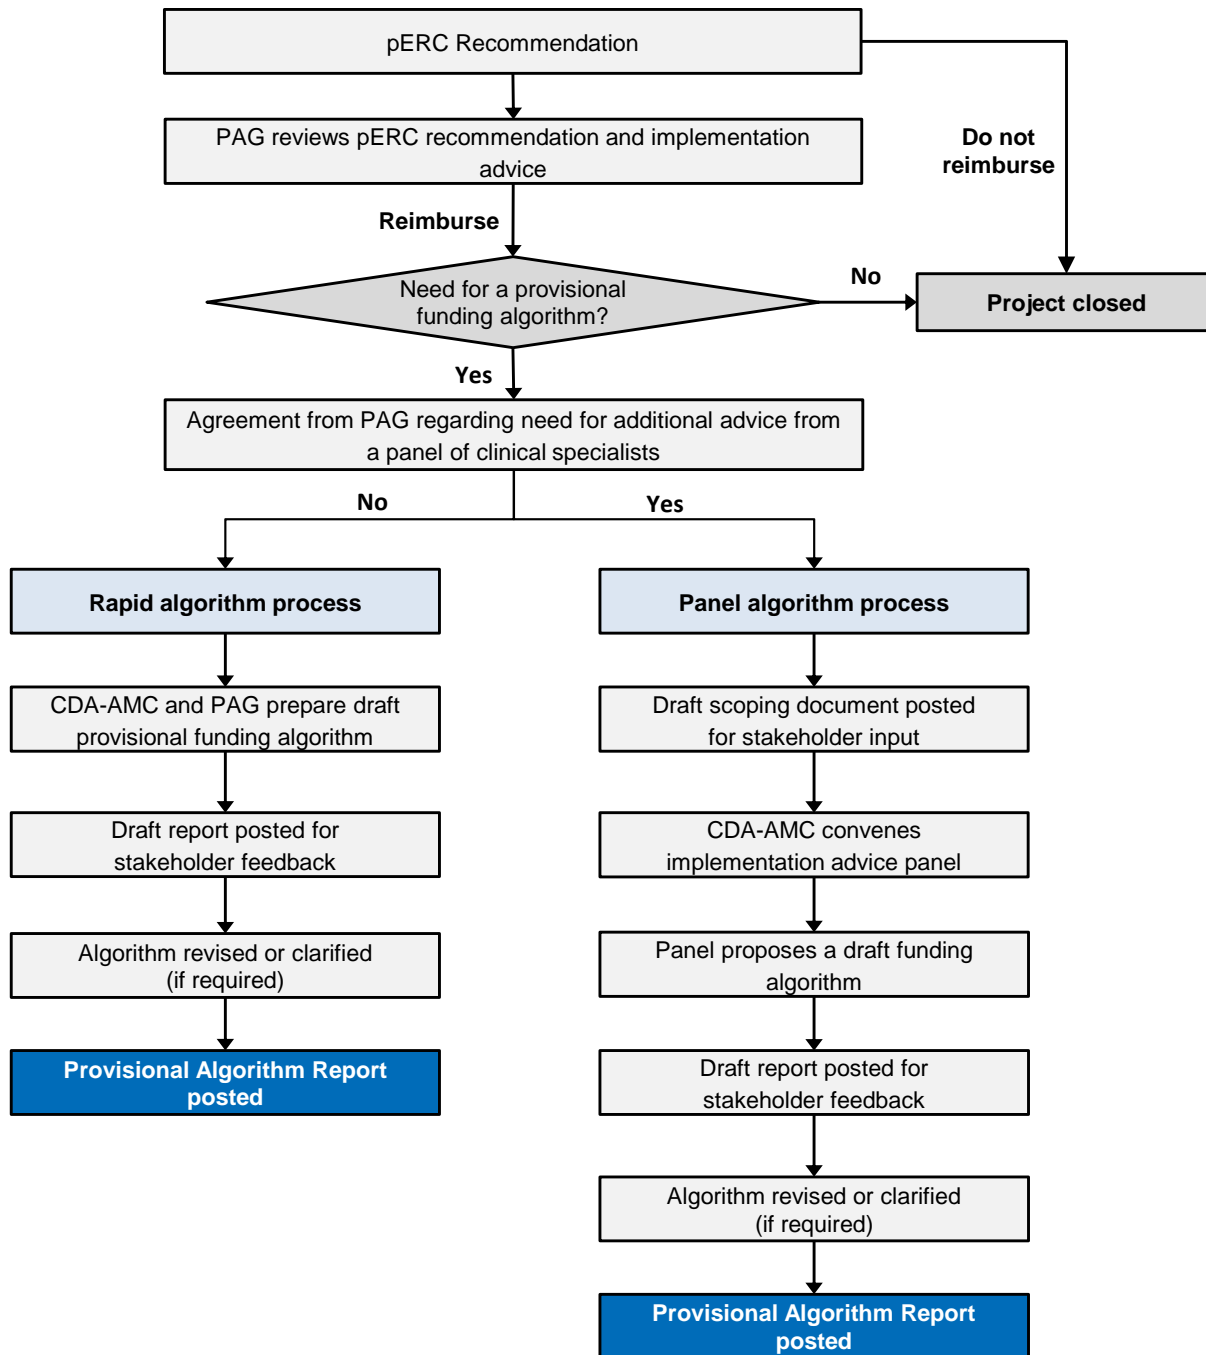 pERC Recommendation
PAG reviews pERC recommendation and implementation
advice
Do not
reimburse
Reimburse
Need for a provisional
funding algorithm?
No
Project closed
Yes
Agreement from PAG regarding need for additional advice from
a panel of clinical specialists
No
Yes
Rapid algorithm process
CDA-AMC and PAG prepare draft
provisional funding algorithm
Draft report posted for
stakeholder feedback
Algorithm revised or clarified
(if required)
Provisional Algorithm Report
posted
Panel algorithm process
Draft scoping document posted
for stakeholder input
CDA-AMC convenes
implementation advice panel
Panel proposes a draft funding
algorithm
Draft report posted for
stakeholder feedback
Algorithm revised or clarified
(if required)
Provisional Algorithm Report
posted